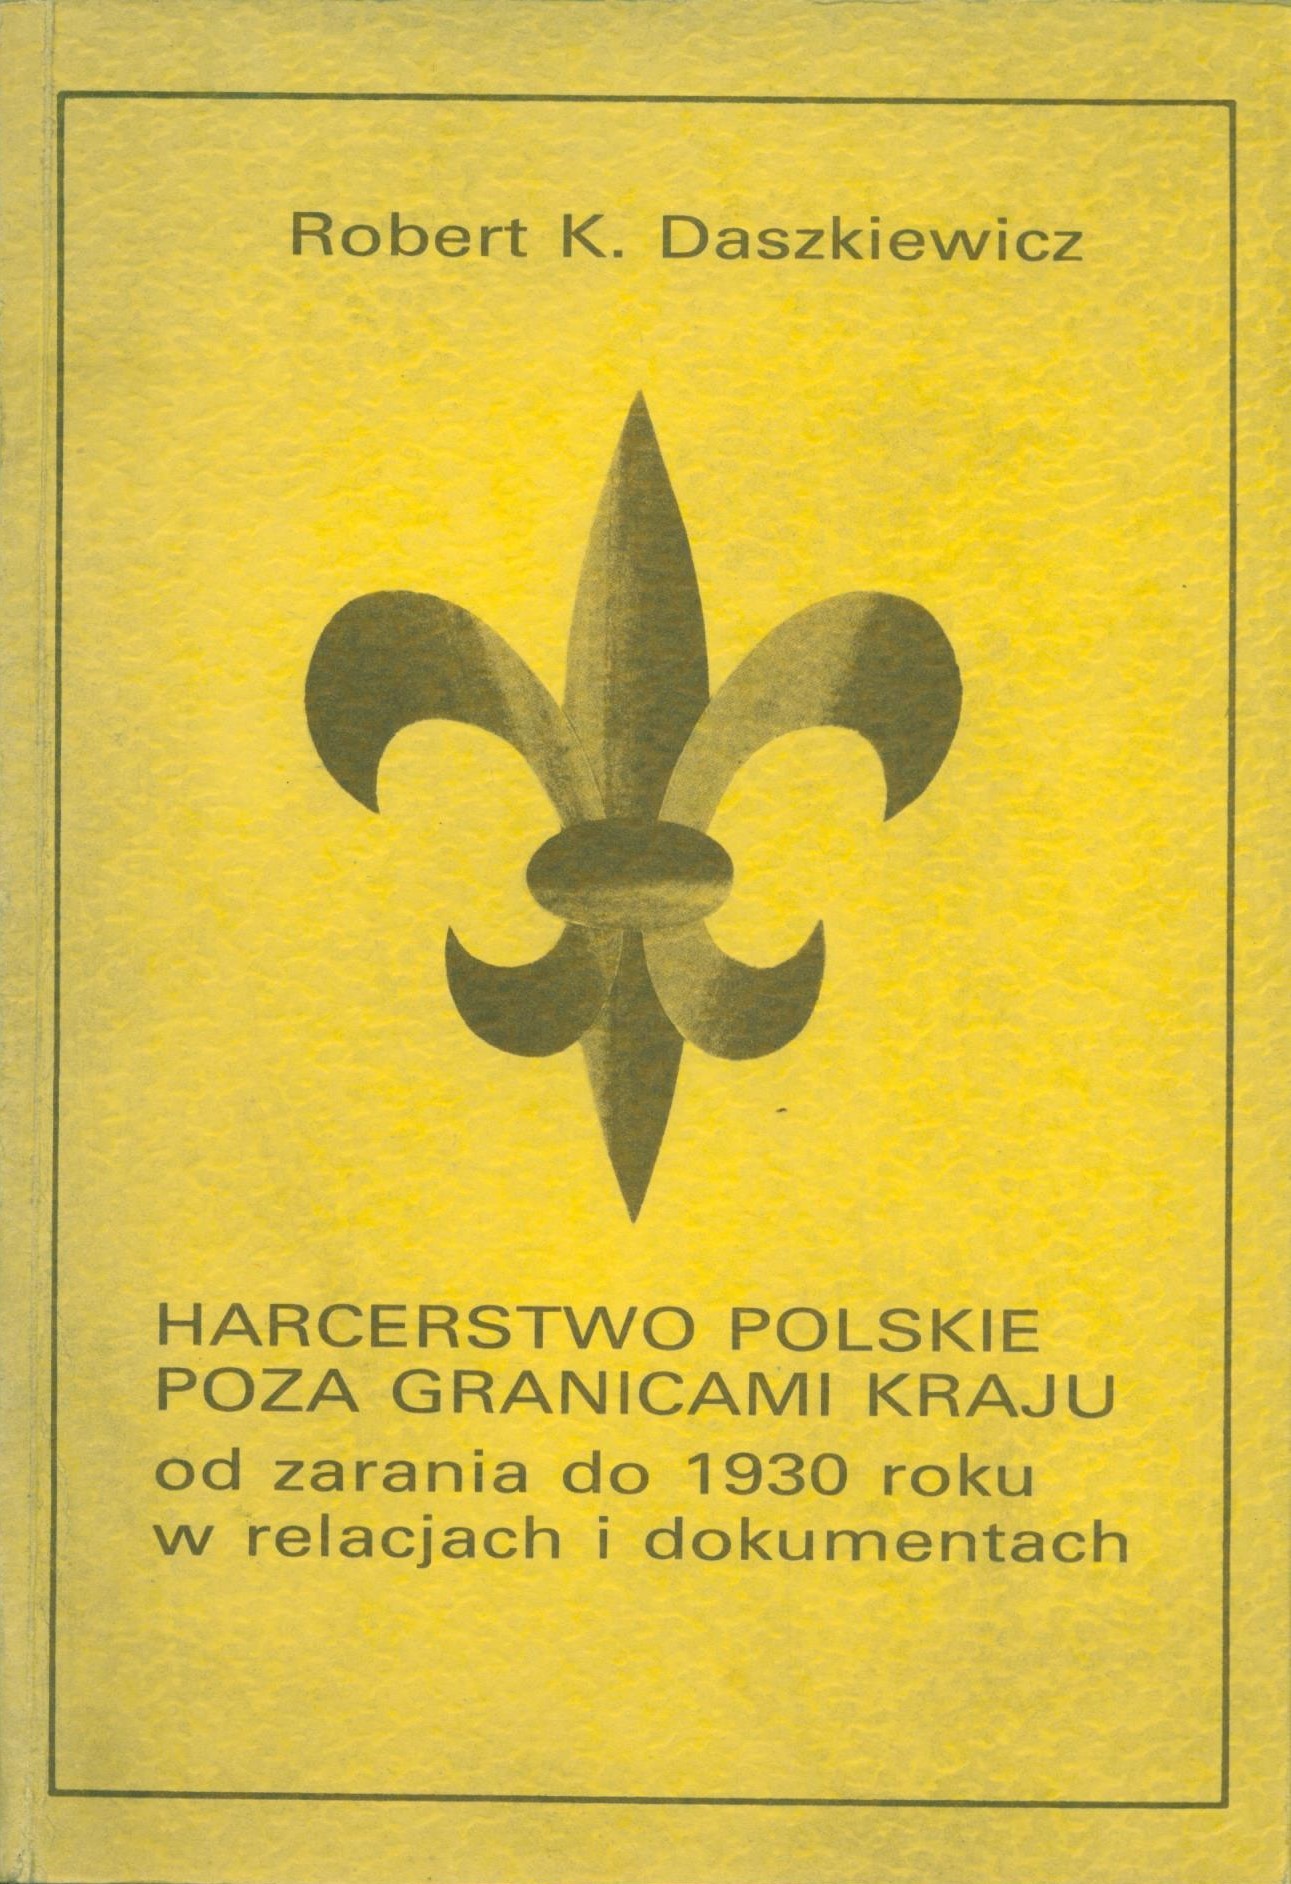 Robert K. Daszkiewicz
HARCERSTWO POLSKIE
POZA GRANICAMI KRAJU
od zarania do 1930 roku
w relacjach i dokumentach